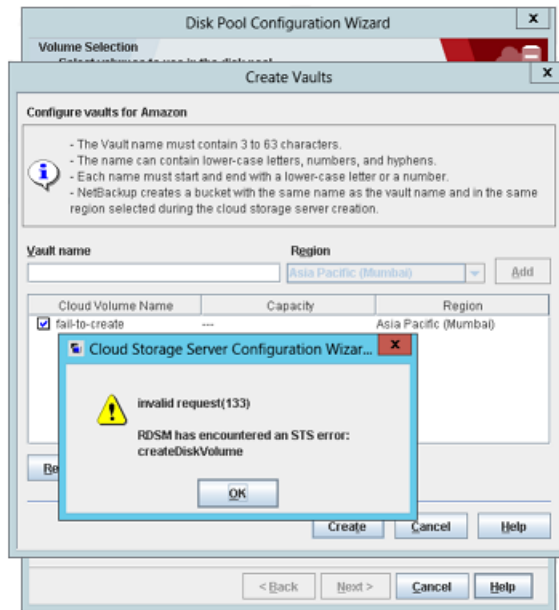 Disk Pool Configuration Wizard
x
Volume Selection
Create Vaults
x
Configure vaults for Amazon
- The Vault name must contain 3 to 63 characters.
- The name can contain lower-case letters, numbers, and hyphens.
- Each name must start and end with a lower-case letter or a number.
- NetBackup creates a bucket with the same name as the vault name and in the same
region selected during the cloud storage server creation.
Vault name Region
Asia Pacific (Mumbai) Add
Cloud Volume Name Capacity Region
fail-to-create --- Asia Pacific (Mumbai)
Cloud Storage Server Configuration Wizar... x
invalid request(133)
RDSM has encountered an STS error:
createDiskVolume
OK
Create Cancel Help
< Back Next > Cancel Help